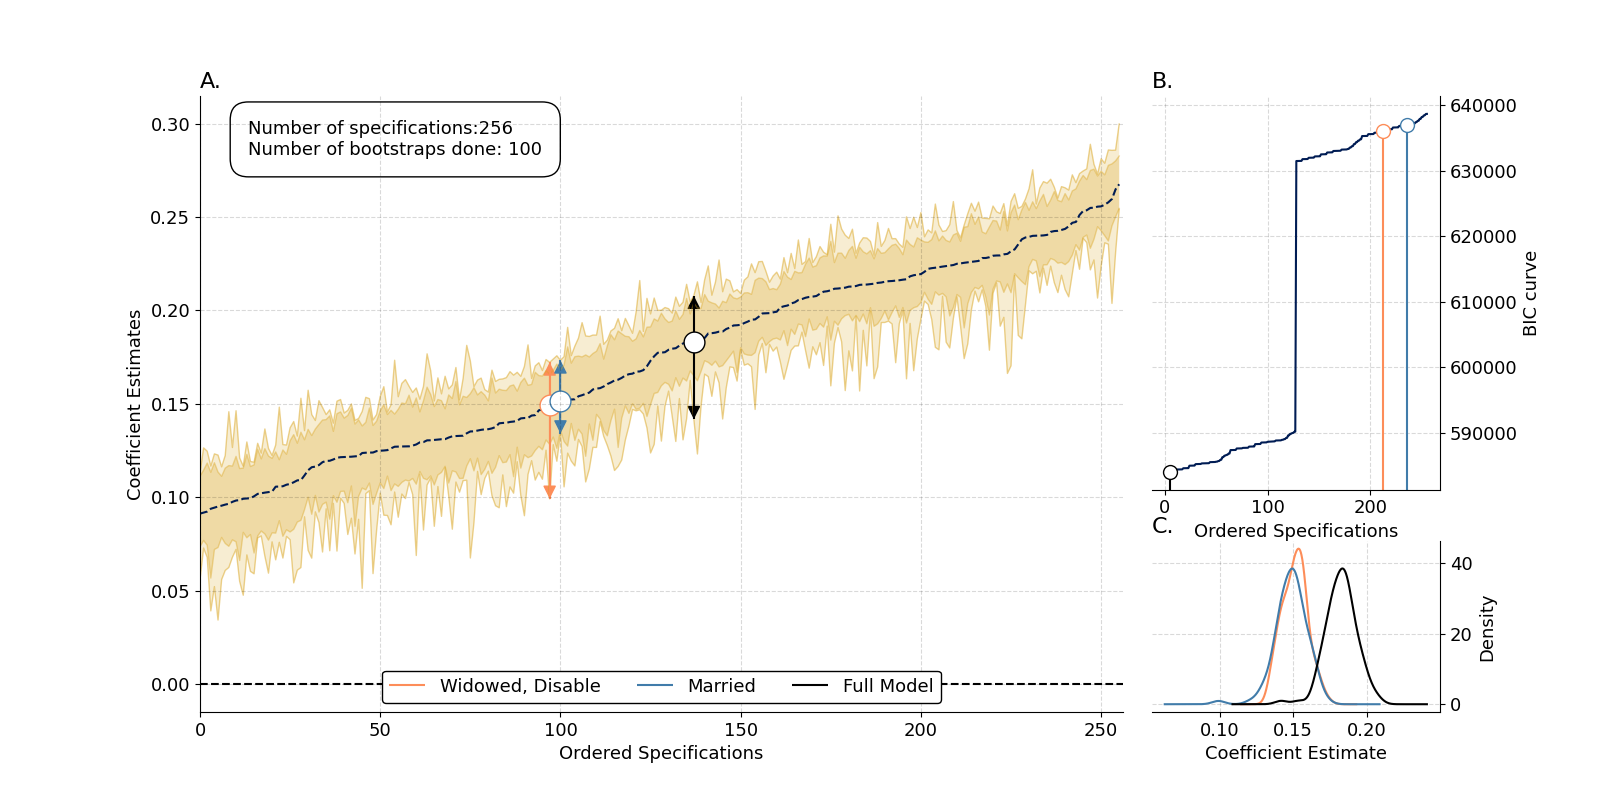 A.
Number of specifications:256
Number of bootstraps done: 100
0.30
0.25
0.20
0.15
0.10
0.05
0.00
Coefficient Estimates
Widowed, Disable Married Full Model
0 50 100 150 200 250
Ordered Specifications
B.
640000
630000
620000
610000
600000
590000
BIC curve
0 100 200
Ordered Specifications
C.
40
20
0
Density
0.10 0.15 0.20
Coefficient Estimate